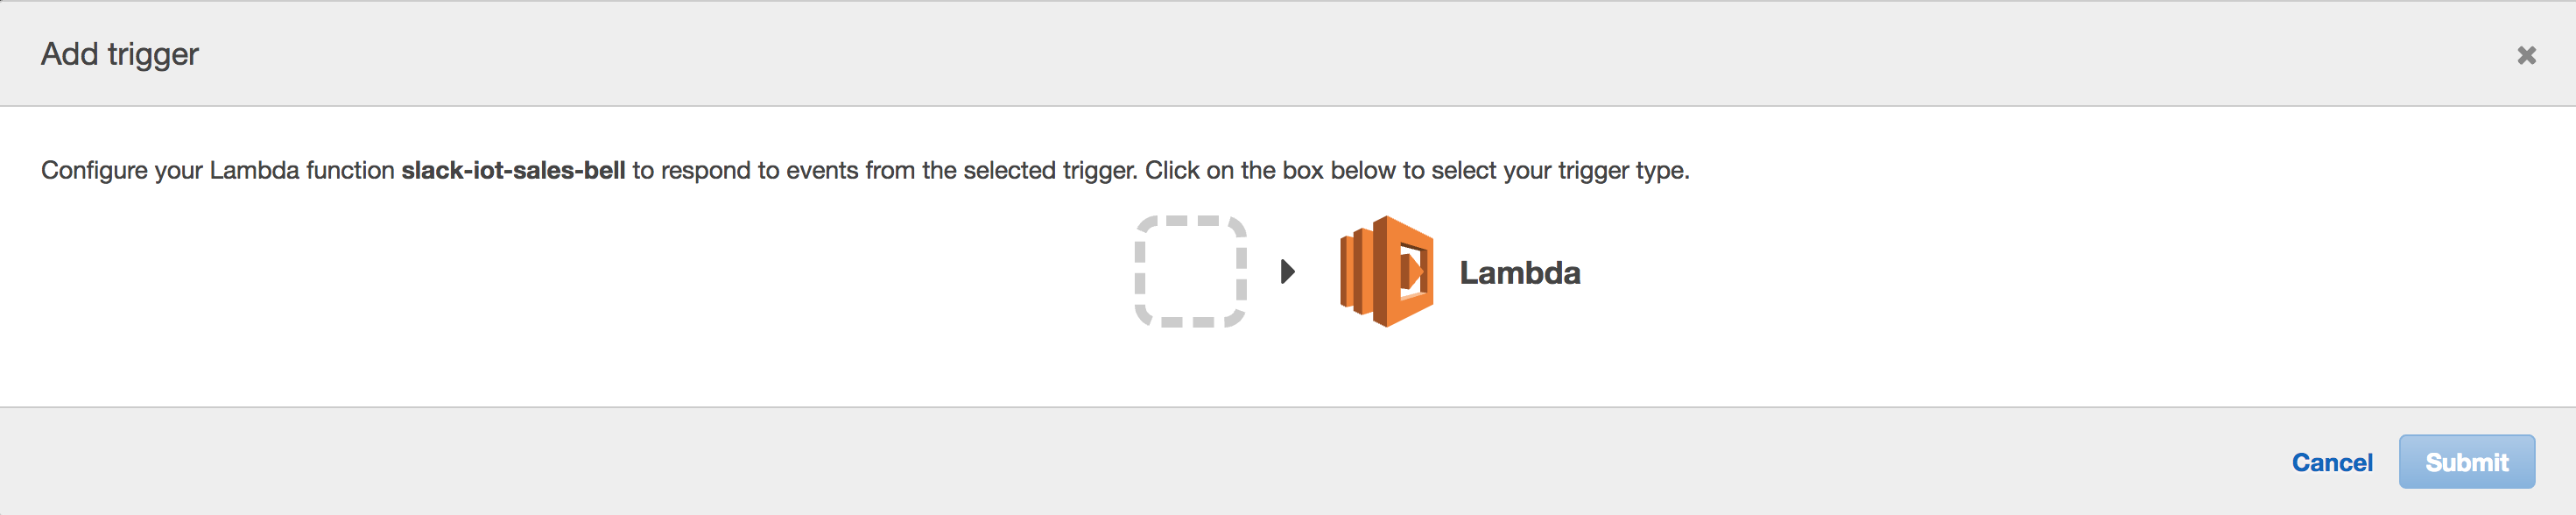 Add trigger
Configure your Lambda function slack-iot-sales-bell to respond to events from the selected trigger. Click on the box below to select your trigger type.
Lambda
Cancel Submit